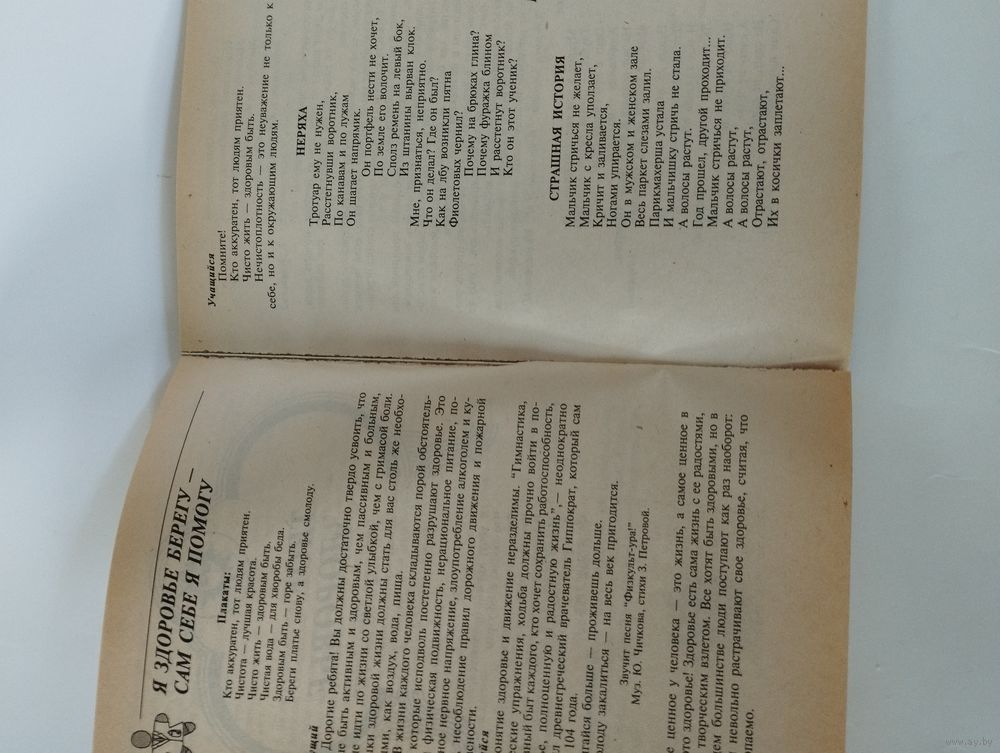 Я ЗДОРОВЬЕ БЕРЕГУ —
САМ СЕБЕ Я ПОМОГУ
Плакаты:
Кто аккуратен, тот людям приятен.
Чистота — лучшая красота.
Чисто жить — здоровым быть.
Чистая вода — для хворобы беда.
Здоровым быть — горе забыть.
Береги платье снову, а здоровье смолоду.
Дорогие ребята! Вы должны достаточно твердо усвоить, что
быть активным и здоровым, чем пассивным и больным,
идти по жизни со светлой улыбкой, чем с гримасой боли.
здоровой жизни должны стать для вас столь же необхо-
как воздух, вода, пища.
В жизни каждого человека складываются порой обстоятель-
которые исподволь постепенно разрушают здоровье. Это
физическая подвижность, нерациональное питание, по-
нервное напряжение, злоупотребление алкоголем и ку-
несоблюдение правил дорожного движения и пожарной
понятие здоровье и движение неразделимы. "Гимнастика,
упражнения, ходьба должны прочно войти в по-
быт каждого, кто хочет сохранить работоспособность,
полноценную и радостную жизнь", — неоднократно
древнегреческий врачеватель Гиппократ, который сам
104 года.
больше — проживешь дольше.
закалиться — на весь век пригодится.
Звучит песня "Физкульт-ура!"
Муз. Ю. Чичкова, стихи З. Петровой.
ценное у человека — это жизнь, а самое ценное в
это здоровье! Здоровье есть сама жизнь с ее радостями,
творческим взлетом. Все хотят быть здоровыми, но в
большинстве люди поступают как раз наоборот:
невольно растрачивают свое здоровье, считая, что
Учащийся
Помните!
Кто аккуратен, тот людям приятен.
Чисто жить — здоровым быть.
Нечистоплотность — это неуважение не только к
себе, но и к окружающим людям.
НЕРЯХА
Тротуар ему не нужен,
Расстегнувши воротник,
По канавам и по лужам
Он шагает напрямик.
Он портфель нести не хочет,
По земле его волочит.
Сполз ремень на левый бок,
Из штанины вырван клок.
Мне, признаться, неприятно.
Что он делал? Где он был?
Как на лбу возникли пятна
Фиолетовых чернил?
Почему на брюках глина?
Почему фуражка блином
И расстегнут воротник?
Кто он этот ученик?
СТРАШНАЯ ИСТОРИЯ
Мальчик стричься не желает,
Мальчик с кресла уползает,
Кричит и заливается,
Ногами упирается.
Он в мужском и женском зале
Весь паркет слезами залил.
Парикмахерша устала
И мальчишку стричь не стала.
А волосы растут.
Год прошел, другой проходит...
Мальчик стричься не приходит.
А волосы растут,
А волосы растут,
Отрастают, отрастают,
Их в косички заплетают...
www.ay.by